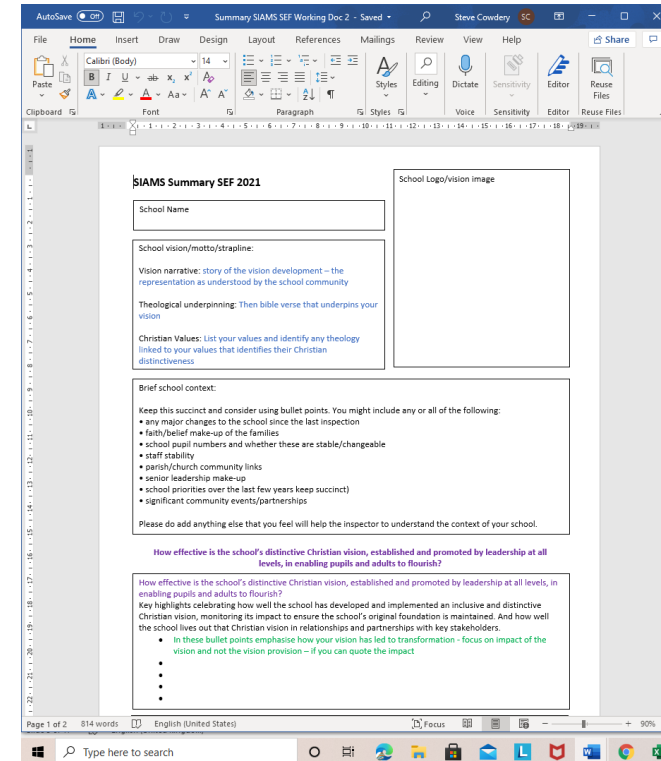 AutoSave Off Summary SIAMS SEF Working Doc 2 - Saved Steve Cowdery SC
File Home Insert Draw Design Layout References Mailings Review View Help Share
Calibri (Body) 14
Paste Styles Editing Dictate Sensitivity Editor Reuse Files
Clipboard Font Paragraph Styles Voice Sensitivity Editor Reuse Files
SIAMS Summary SEF 2021
School Logo/vision image
School Name
School vision/motto/strapline:
Vision narrative: story of the vision development – the
representation as understood by the school community
Theological underpinning: Then bible verse that underpins your
vision
Christian Values: List your values and identify any theology
linked to your values that identifies their Christian
distinctiveness
Brief school context:
Keep this succinct and consider using bullet points. You might include any or all of the following:
• any major changes to the school since the last inspection
• faith/belief make-up of the families
• school pupil numbers and whether these are stable/changeable
• staff stability
• parish/church community links
• senior leadership make-up
• school priorities over the last few years keep succinct)
• significant community events/partnerships
Please do add anything else that you feel will help the inspector to understand the context of your school.
How effective is the school's distinctive Christian vision, established and promoted by leadership at all
levels, in enabling pupils and adults to flourish?
How effective is the school's distinctive Christian vision, established and promoted by leadership at all levels, in
enabling pupils and adults to flourish?
Key highlights celebrating how well the school has developed and implemented an inclusive and distinctive
Christian vision, monitoring its impact to ensure the school's original foundation is maintained. And how well
the school lives out that Christian vision in relationships and partnerships with key stakeholders.
• In these bullet points emphasise how your vision has led to transformation - focus on impact of the
vision and not the vision provision – if you can quote the impact
•
•
•
•
Page 1 of 2 814 words English (United States) Focus 90%
Type here to search